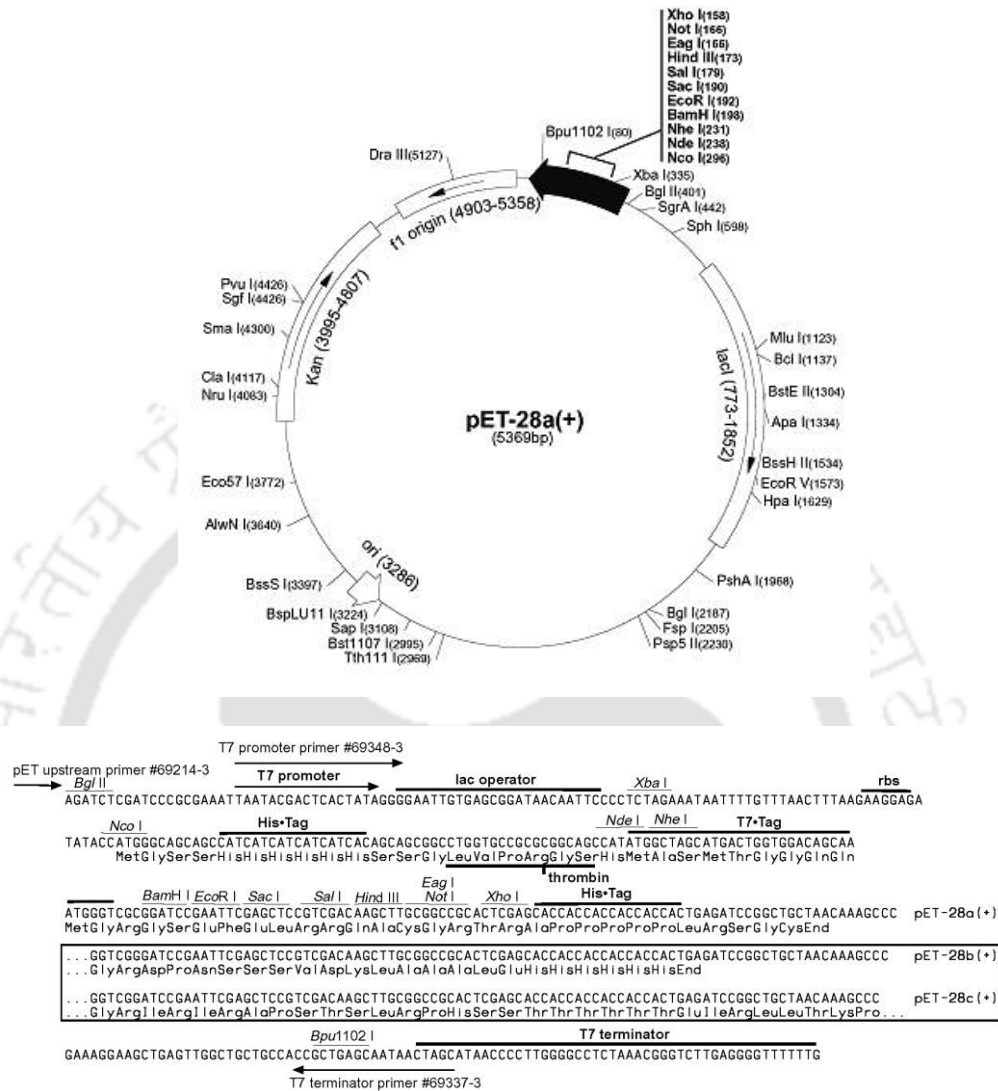 Xho I(158)
Not I(166)
Eag I(166)
Hind III(173)
Sal I(179)
Sac I(190)
EcoR I(192)
BamH I(198)
Nhe I(231)
Nde I(238)
Nco I(296)
Bpu1102 I(80)
Dra III(5127)
Xba I(335)
Bgl II(401)
SgrA I(442)
Sph I(598)
f1 origin (4903-5358)
Pvu I(4426)
Sgf I(4426)
Sma I(4300)
Kan (3995-4807)
Cla I(4117)
Nru I(4083)
Mlu I(1123)
Bcl I(1137)
BstE II(1304)
Apa I(1334)
lacI (773-1852)
BssH II(1534)
EcoR V(1573)
Hpa I(1629)
pET-28a(+)
(5369bp)
Eco57 I(3772)
AlwN I(3640)
ori (3286)
BssS I(3397)
BspLU11 I(3224)
Sap I(3108)
Bst1107 I(2995)
Tth111 I(2969)
PshA I(1968)
Bgl I(2187)
Fsp I(2205)
Psp5 II(2230)
भारतीय
T7 promoter primer #69348-3
pET upstream primer #69214-3
Bgl II T7 promoter lac operator Xba I rbs
AGATCTCGATCCCGCGAAATTAATACGACTCACTATAGGGGAATTGTGAGCGGATAACAATTCCCCTCTAGAAATAATTTTGTTTAACTTTAAGAAGGAGA
Nco I His•Tag Nde I Nhe I T7•Tag
TATACCATGGGCAGCAGCCATCATCATCATCATCACAGCAGCGGCCTGGTGCCGCGCGGCAGCCATATGGCTAGCATGACTGGTGGACAGCAA
MetGlySerSerHisHisHisHisHisHisSerSerGlyLeuValProArgGlySerHisMetAlaSerMetThrGlyGlyGlnGln
thrombin
BamH I EcoR I Sac I Sal I Hind III Eag I Not I Xho I His•Tag
ATGGGTCGCGGATCCGAATTCGAGCTCCGTCGACAAGCTTGCGGCCGCACTCGAGCACCACCACCACCACCACTGAGATCCGGCTGCTAACAAAGCCC pET-28a(+)
MetGlyArgGlySerGluPheGluLeuArgArgGlnAlaCysGlyArgThrArgAlaProProProProProLeuArgSerGlyCysEnd
...GGTCGGGATCCGAATTCGAGCTCCGTCGACAAGCTTGCGGCCGCACTCGAGCACCACCACCACCACCACTGAGATCCGGCTGCTAACAAAGCCC pET-28b(+)
...GlyArgAspProAsnSerSerSerValAspLysLeuAlaAlaAlaLeuGluHisHisHisHisHisHisEnd
...GGTCGGATCCGAATTCGAGCTCCGTCGACAAGCTTGCGGCCGCACTCGAGCACCACCACCACCACCACTGAGATCCGGCTGCTAACAAAGCCC pET-28c(+)
...GlyArgIleArgIleArgAlaProSerThrSerLeuArgProHisSerSerThrThrThrThrThrThrGluIleArgLeuLeuThrLysPro...
Bpu1102 I T7 terminator
GAAAGGAAGCTGAGTTGGCTGCTGCCACCGCTGAGCAATAACTAGCATAACCCCTTGGGGCCTCTAAACGGGTCTTGAGGGGTTTTTTG
T7 terminator primer #69337-3